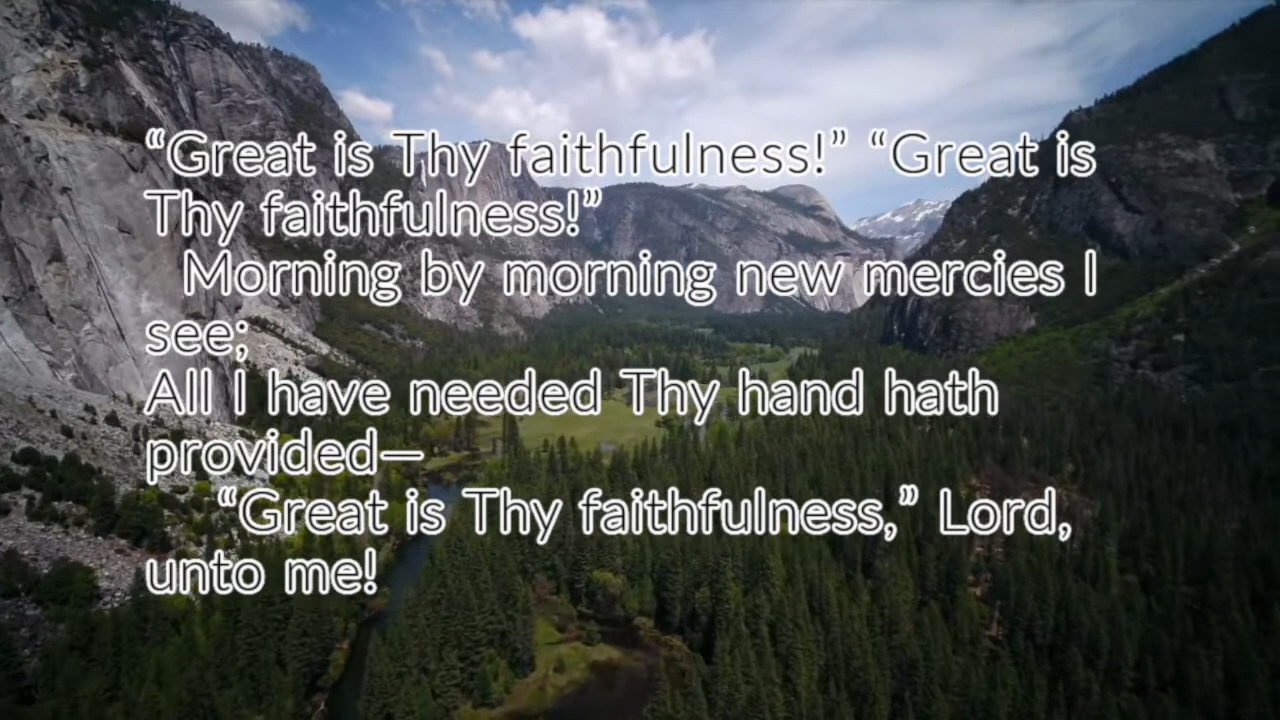 “Great is Thy faithfulness!” “Great is
Thy faithfulness!”
Morning by morning new mercies I
see;
All I have needed Thy hand hath
provided—
“Great is Thy faithfulness,” Lord,
unto me!